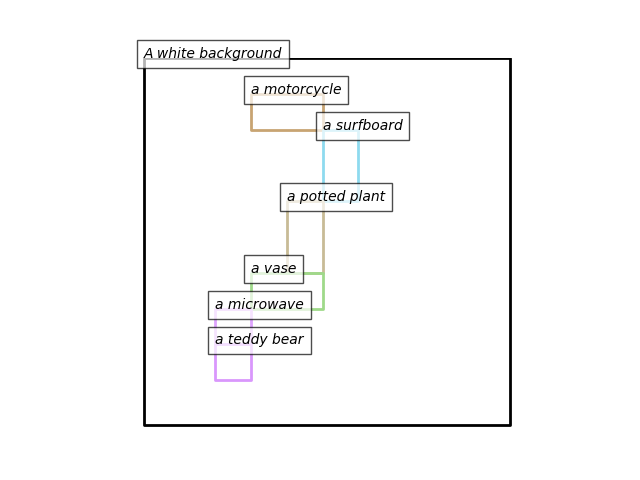 A white background
a motorcycle
a surfboard
a potted plant
a vase
a microwave
a teddy bear